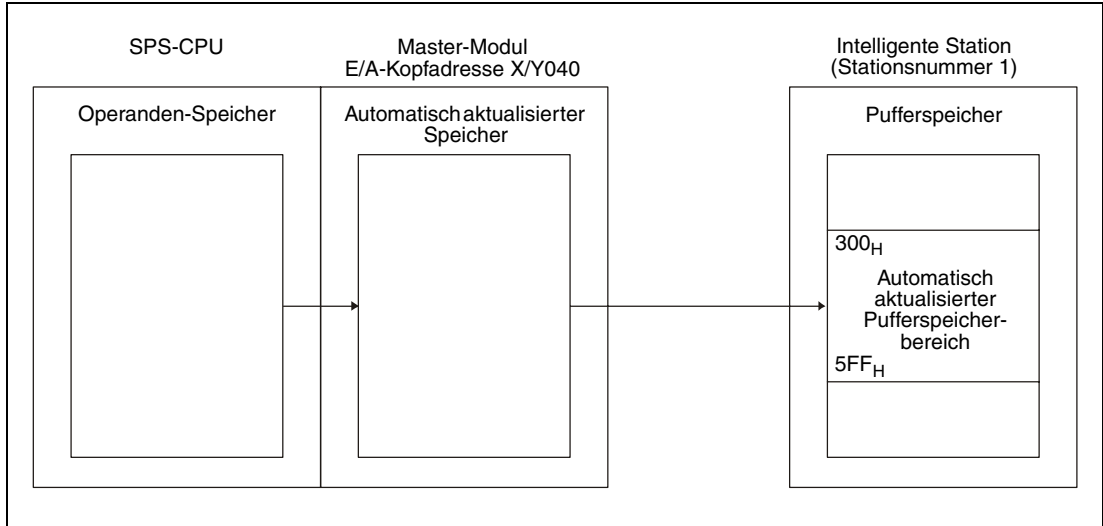 SPS-CPU
Master-Modul
E/A-Kopfadresse X/Y040
Intelligente Station
(Stationsnummer 1)
Operanden-Speicher
Automatisch aktualisierter
Speicher
Pufferspeicher
300H
Automatisch
aktualisierter
Pufferspeicher-
bereich
5FFH